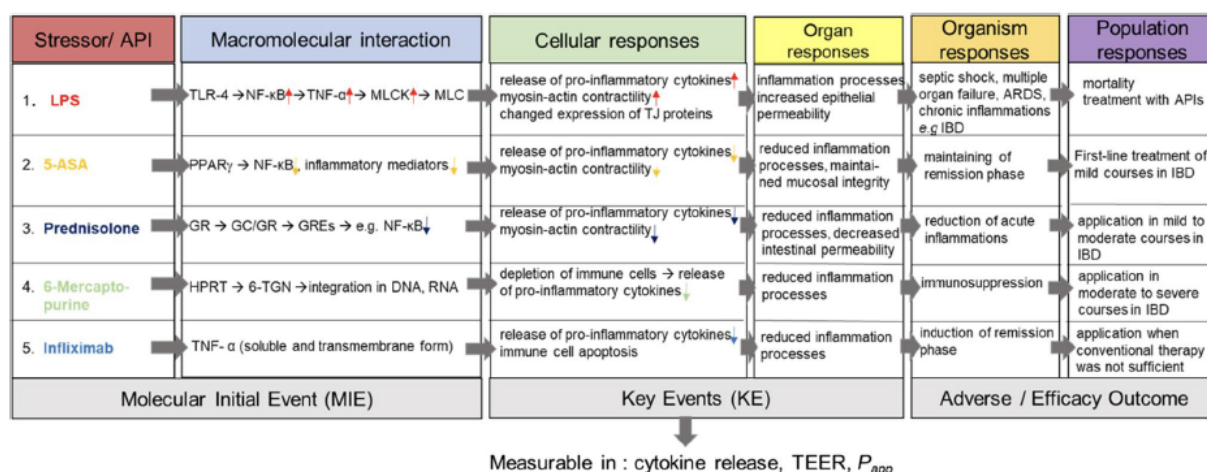 Stressor/ API
Macromolecular interaction
Cellular responses
Organ
responses
Organism
responses
Population
responses
1. LPS
TLR-4 →NF-κB↑→TNF-α↑→ MLCK↑→ MLC
release of pro-inflammatory cytokines↑
myosin-actin contractility↑
changed expression of TJ proteins
inflammation processes
increased epithelial
permeability
septic shock, multiple
organ failure, ARDS,
chronic inflammations
e.g IBD
mortality
treatment with APIs
2. 5-ASA
PPARγ → NF-κB↓, inflammatory mediators↓
release of pro-inflammatory cytokines↓
myosin-actin contractility↓
reduced inflammation
processes, maintai-
ned mucosal integrity
maintaining of
remission phase
First-line treatment of
mild courses in IBD
3. Prednisolone
GR → GC/GR → GREs → e.g. NF-κB↓
release of pro-inflammatory cytokines↓
myosin-actin contractility↓
reduced inflammation
processes, decreased
intestinal permeability
reduction of acute
inflammations
application in mild to
moderate courses in
IBD
4. 6-Mercapto-
purine
HPRT → 6-TGN →integration in DNA, RNA
depletion of immune cells → release
of pro-inflammatory cytokines↓
reduced inflammation
processes
immunosuppression
application in
moderate to severe
courses in IBD
5. Infliximab
TNF- α (soluble and transmembrane form)
release of pro-inflammatory cytokines↓
immune cell apoptosis
reduced inflammation
processes
induction of remission
phase
application when
conventional therapy
was not sufficient
Molecular Initial Event (MIE)
Key Events (KE)
Adverse / Efficacy Outcome
Measurable in : cytokine release, TEER, Papp